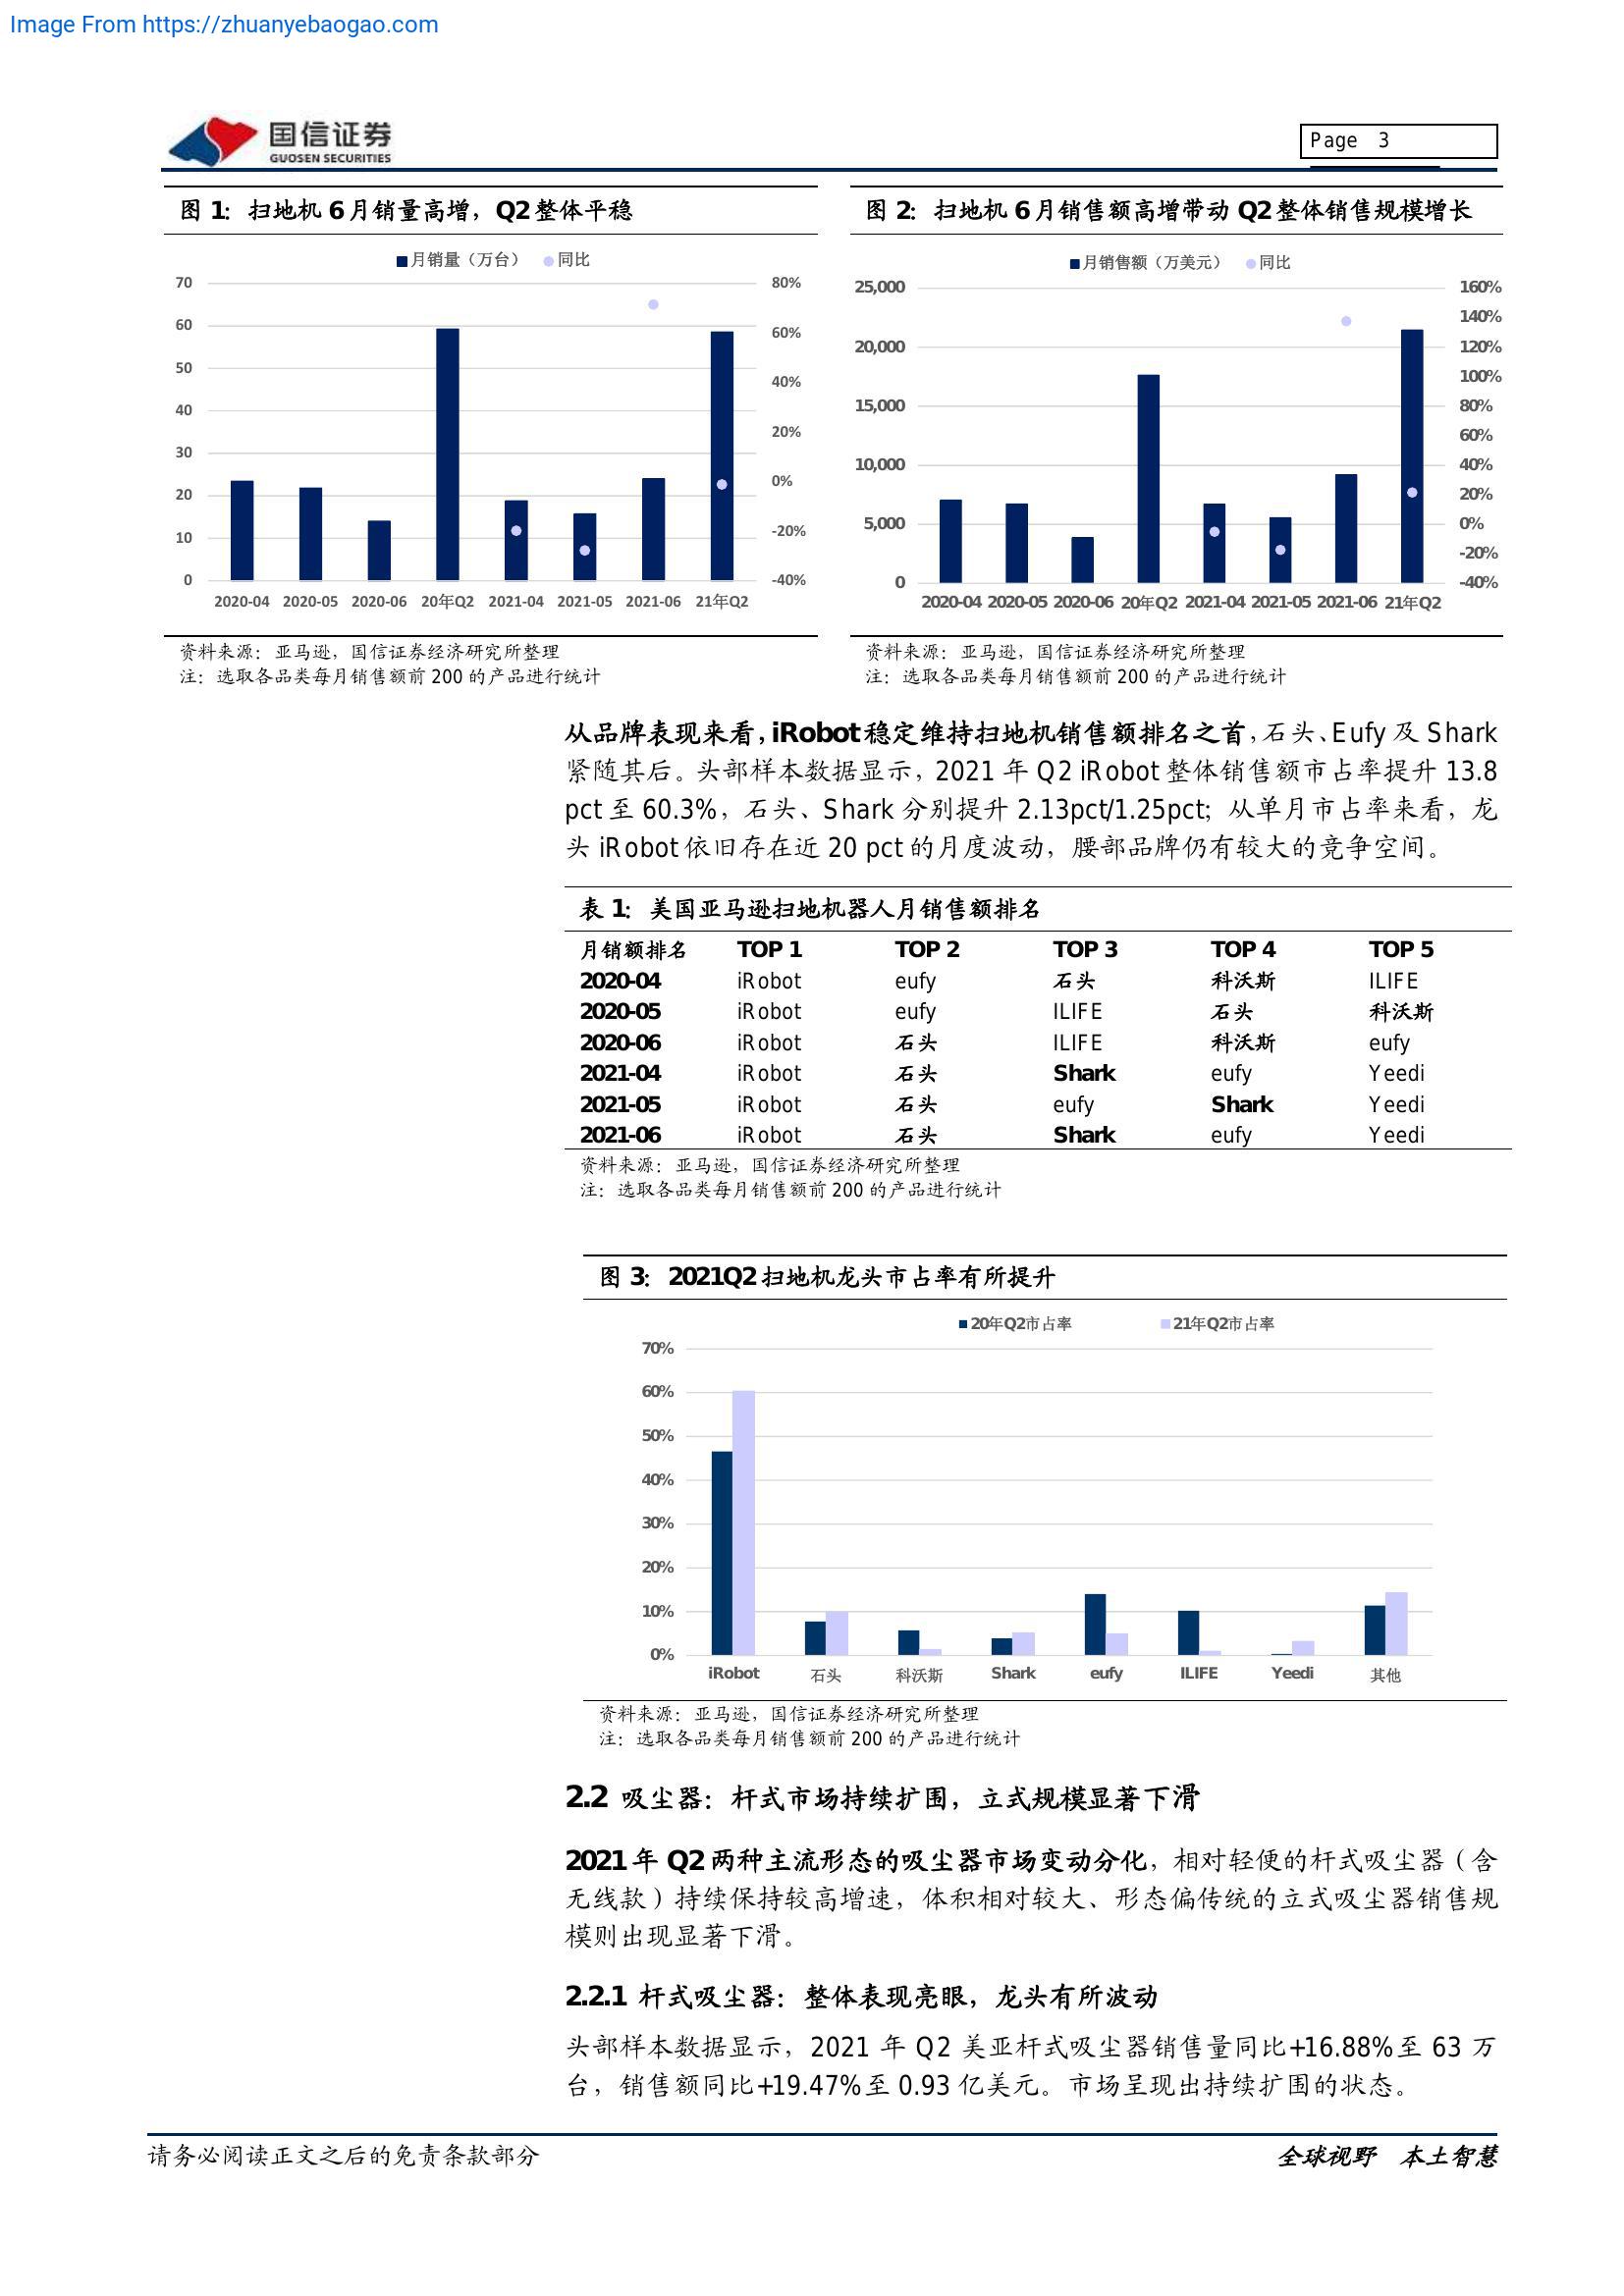 Image From https://zhuanyebaogao.com
国信证券
GUOSEN SECURITIES
Page 3
图 1：扫地机 6 月销量高增，Q2 整体平稳
月销量（万台） 同比
70
60
50
40
30
20
10
0
80%
60%
40%
20%
0%
-20%
-40%
2020-04 2020-05 2020-06 20年Q2 2021-04 2021-05 2021-06 21年Q2
资料来源：亚马逊，国信证券经济研究所整理
注：选取各品类每月销售额前 200 的产品进行统计
图 2：扫地机 6 月销售额高增带动 Q2 整体销售规模增长
月销售额（万美元） 同比
25,000
20,000
15,000
10,000
5,000
0
160%
140%
120%
100%
80%
60%
40%
20%
0%
-20%
-40%
2020-04 2020-05 2020-06 20年Q2 2021-04 2021-05 2021-06 21年Q2
资料来源：亚马逊，国信证券经济研究所整理
注：选取各品类每月销售额前 200 的产品进行统计
从品牌表现来看，iRobot 稳定维持扫地机销售额排名之首，石头、Eufy 及 Shark
紧随其后。头部样本数据显示，2021 年 Q2 iRobot 整体销售额市占率提升 13.8
pct 至 60.3%，石头、Shark 分别提升 2.13pct/1.25pct；从单月市占率来看，龙
头 iRobot 依旧存在近 20 pct 的月度波动，腰部品牌仍有较大的竞争空间。
表 1：美国亚马逊扫地机器人月销售额排名
月销额排名 TOP 1 TOP 2 TOP 3 TOP 4 TOP 5
2020-04 iRobot eufy 石头 科沃斯 ILIFE
2020-05 iRobot eufy ILIFE 石头 科沃斯
2020-06 iRobot 石头 ILIFE 科沃斯 eufy
2021-04 iRobot 石头 Shark eufy Yeedi
2021-05 iRobot 石头 eufy Shark Yeedi
2021-06 iRobot 石头 Shark eufy Yeedi
资料来源：亚马逊，国信证券经济研究所整理
注：选取各品类每月销售额前 200 的产品进行统计
图 3：2021Q2 扫地机龙头市占率有所提升
20年Q2市占率 21年Q2市占率
70%
60%
50%
40%
30%
20%
10%
0%
iRobot 石头 科沃斯 Shark eufy ILIFE Yeedi 其他
资料来源：亚马逊，国信证券经济研究所整理
注：选取各品类每月销售额前 200 的产品进行统计
2.2 吸尘器：杆式市场持续扩围，立式规模显著下滑
2021 年 Q2 两种主流形态的吸尘器市场变动分化，相对轻便的杆式吸尘器（含
无线款）持续保持较高增速，体积相对较大、形态偏传统的立式吸尘器销售规
模则出现显著下滑。
2.2.1 杆式吸尘器：整体表现亮眼，龙头有所波动
头部样本数据显示，2021 年 Q2 美亚杆式吸尘器销售量同比+16.88%至 63 万
台，销售额同比+19.47%至 0.93 亿美元。市场呈现出持续扩围的状态。
请务必阅读正文之后的免责条款部分
全球视野 本土智慧